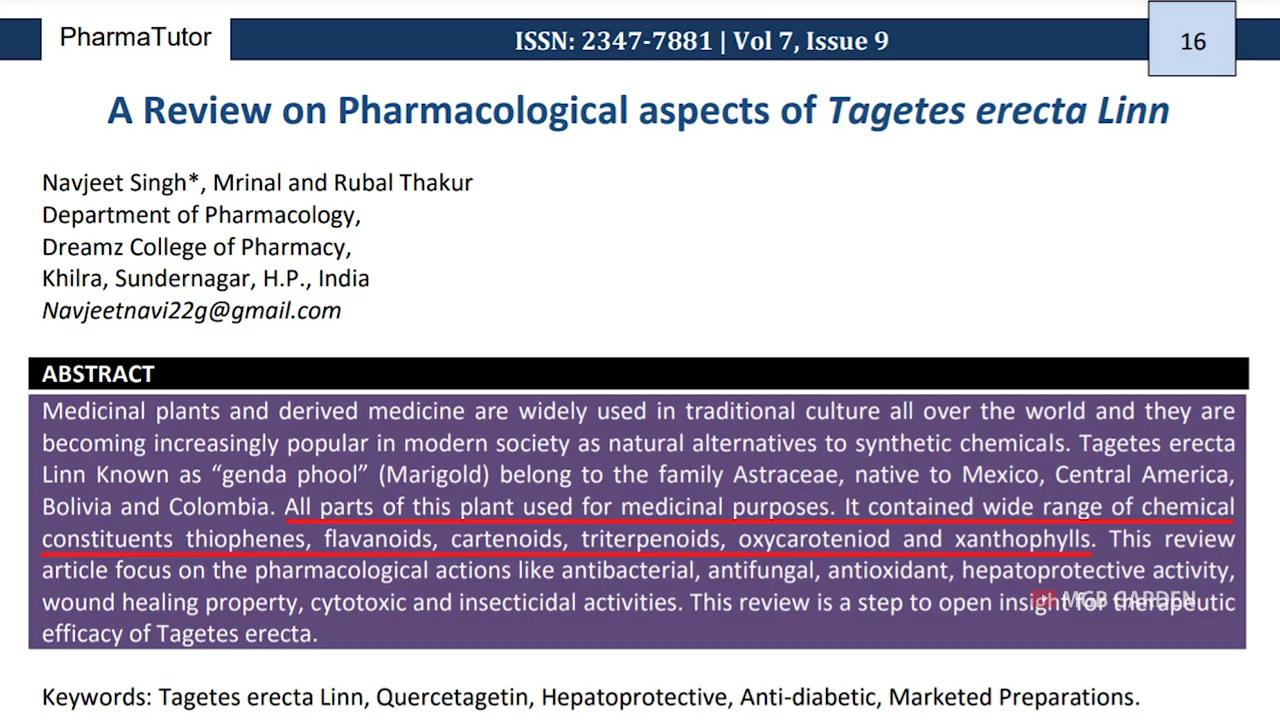 PharmaTutor
ISSN: 2347-7881 | Vol 7, Issue 9
16
A Review on Pharmacological aspects of Tagetes erecta Linn
Navjeet Singh*, Mrinal and Rubal Thakur
Department of Pharmacology,
Dreamz College of Pharmacy,
Khilra, Sundernagar, H.P., India
Navjeetnavi22g@gmail.com
ABSTRACT
Medicinal plants and derived medicine are widely used in traditional culture all over the world and they are
becoming increasingly popular in modern society as natural alternatives to synthetic chemicals. Tagetes erecta
Linn Known as “genda phool” (Marigold) belong to the family Astraceae, native to Mexico, Central America,
Bolivia and Colombia. All parts of this plant used for medicinal purposes. It contained wide range of chemical
constituents thiophenes, flavanoids, cartenoids, triterpenoids, oxycaroteniod and xanthophylls. This review
article focus on the pharmacological actions like antibacterial, antifungal, antioxidant, hepatoprotective activity,
wound healing property, cytotoxic and insecticidal activities. This review is a step to open insight for therapeutic
efficacy of Tagetes erecta.
MGB GARDEN
Keywords: Tagetes erecta Linn, Quercetagetin, Hepatoprotective, Anti-diabetic, Marketed Preparations.